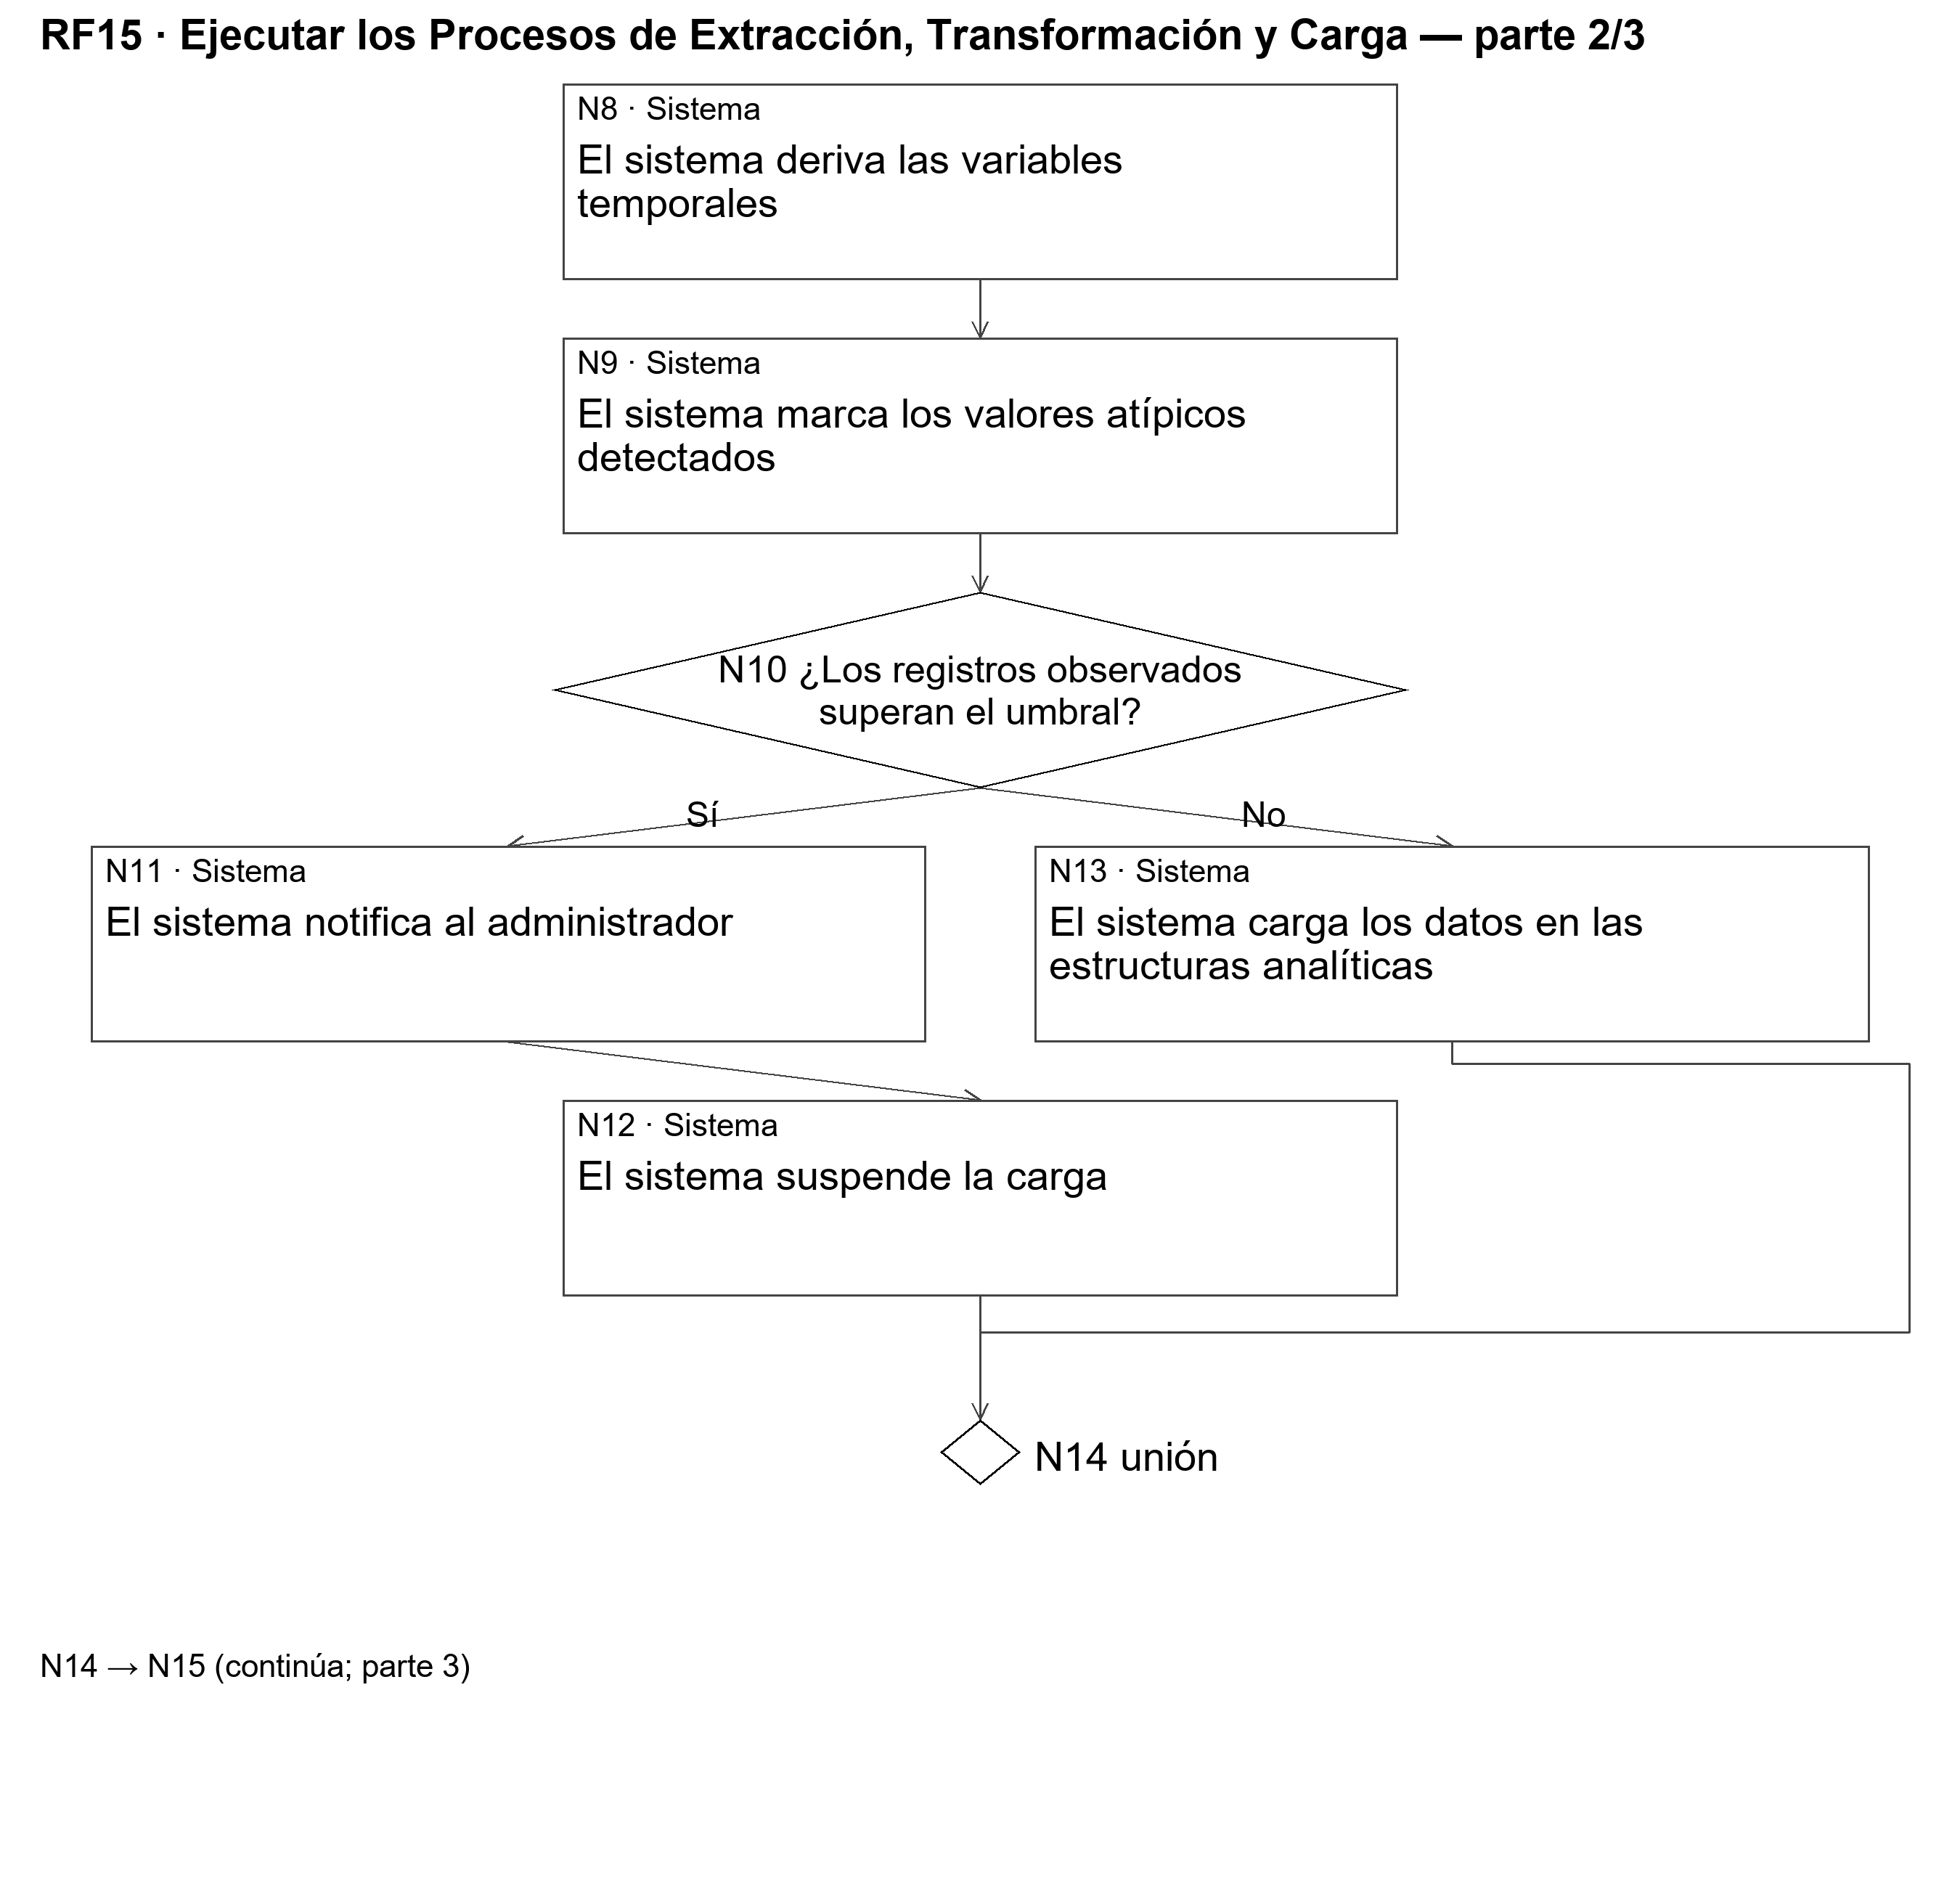 RF15 · Ejecutar los Procesos de Extracción, Transformación y Carga — parte 2/3
N8 · Sistema
El sistema deriva las variables
temporales
N9 · Sistema
El sistema marca los valores atípicos
detectados
N10 ¿Los registros observados
superan el umbral?
Sí
No
N11 · Sistema
El sistema notifica al administrador
N13 · Sistema
El sistema carga los datos en las
estructuras analíticas
N12 · Sistema
El sistema suspende la carga
N14 unión
N14 → N15 (continúa; parte 3)